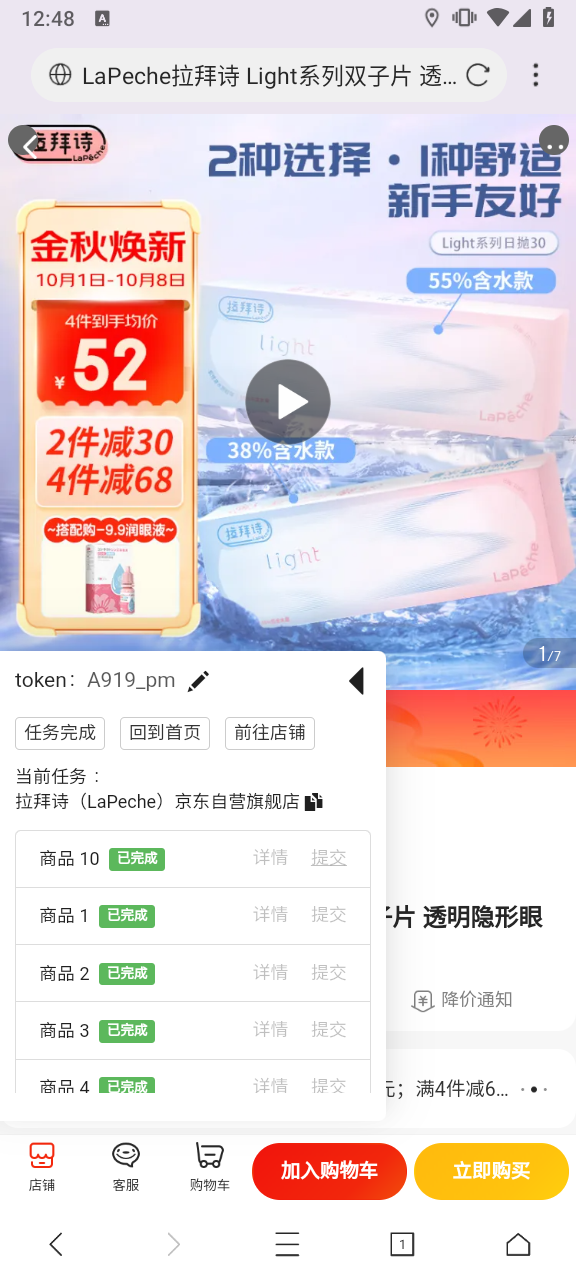 12:48
A
LaPeche拉拜诗 Light系列双子片 透…
拉拜诗
LaPêche
2种选择·1种舒适
新手友好
Light系列日抛30
55%含水款
金秋焕新
10月1日-10月8日
4件到手均价
¥52
2件减30
4件减68
~搭配购-9.9润眼液~
拉拜诗
light
LaPêche
38%含水款
拉拜诗
light
LaPêche
1/7
token: A919_pm
任务完成 回到首页 前往店铺
当前任务：
拉拜诗（LaPeche）京东自营旗舰店
商品 10 已完成 详情 提交
商品 1 已完成 详情 提交
子片 透明隐形眼
商品 2 已完成 详情 提交
降价通知
商品 3 已完成 详情 提交
商品 4 已完成 详情 提交
元；满4件减6…
店铺 客服 购物车 加入购物车 立即购买
1